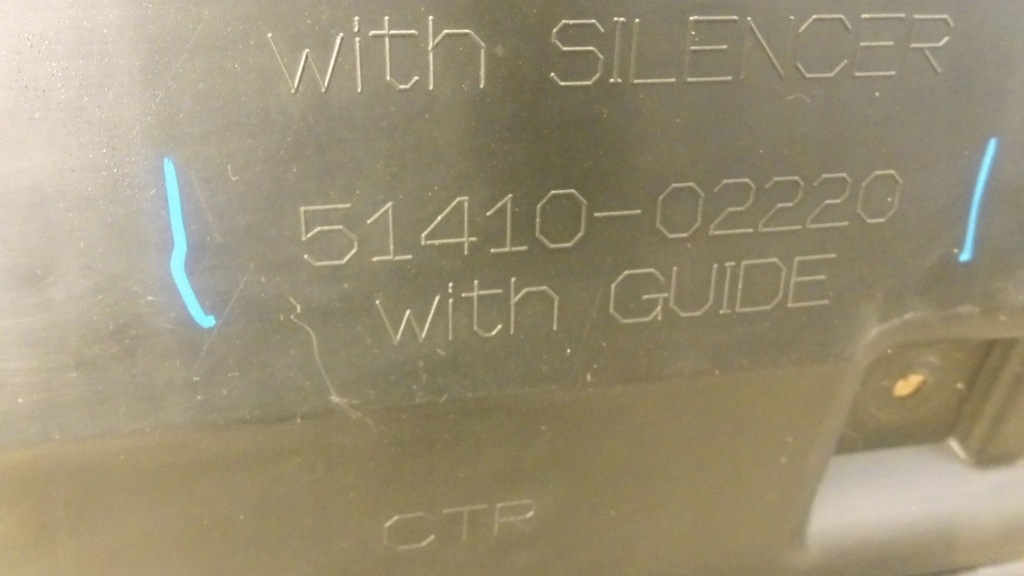 with SILENCER
51410-02220
with GUIDE
CTR